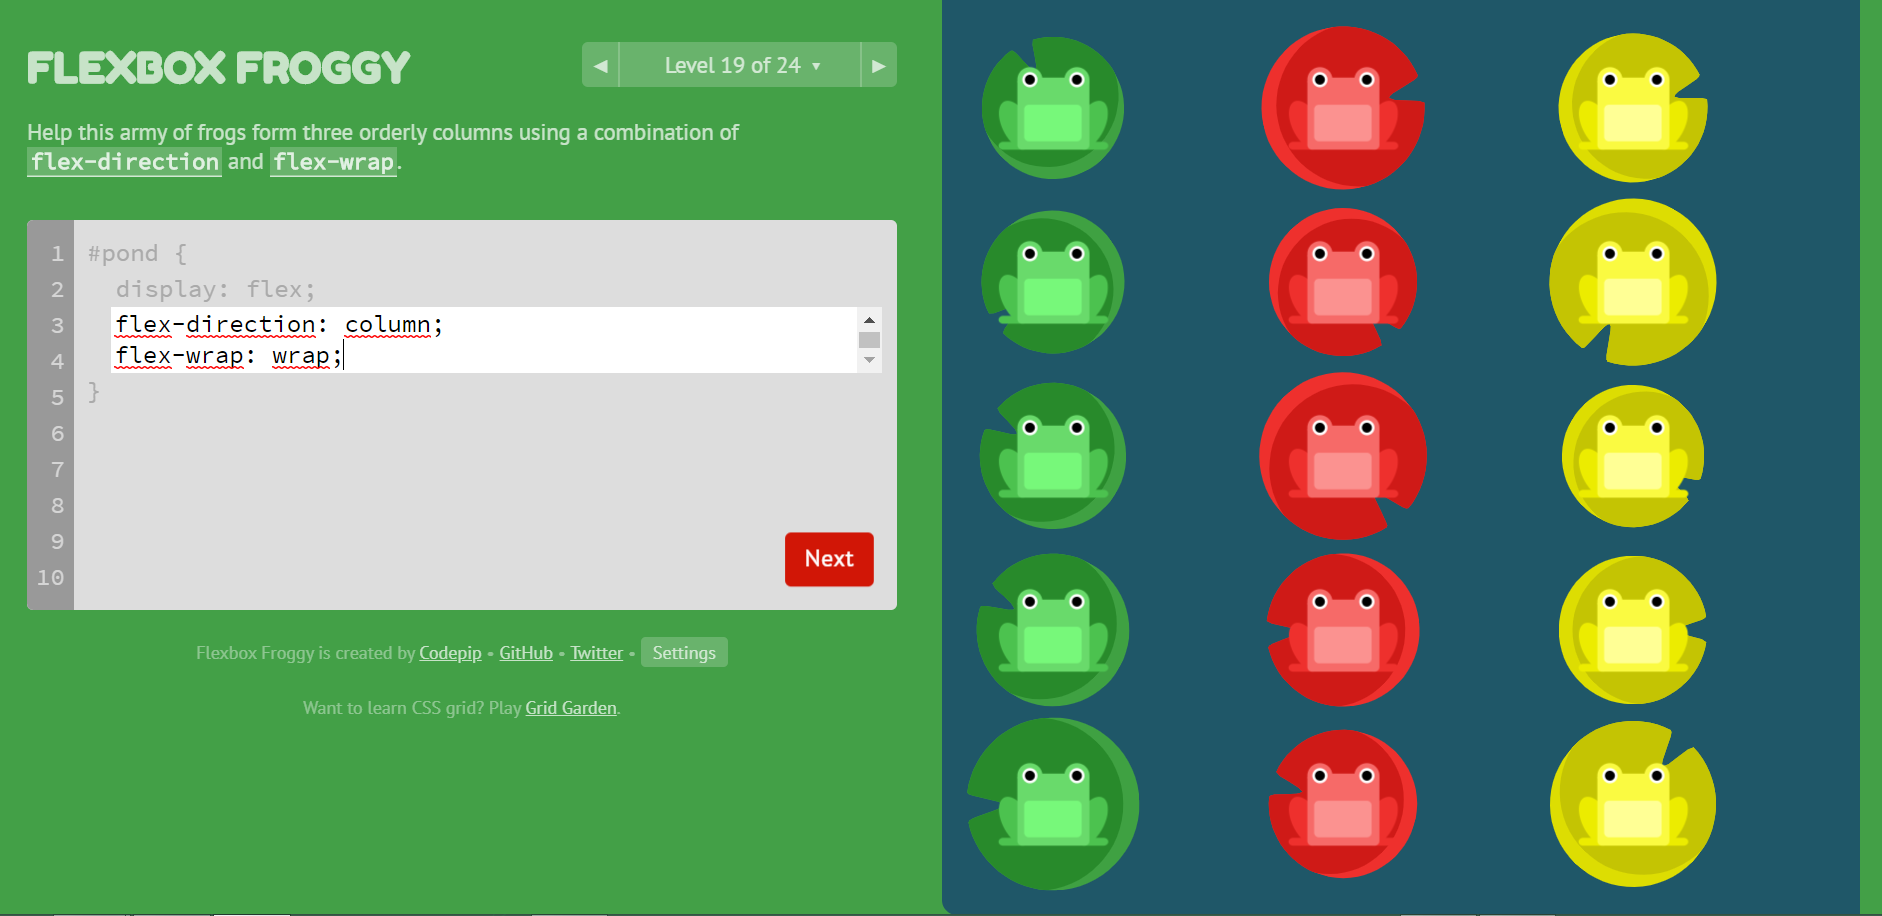 FLEXBOX FROGGY
◀ Level 19 of 24 ▼ ▶
Help this army of frogs form three orderly columns using a combination of
flex-direction and flex-wrap.
1 #pond {
2 display: flex;
3 flex-direction: column;
4 flex-wrap: wrap;
5 }
6
7
8
9
10
Next
Flexbox Froggy is created by Codepip • GitHub • Twitter • Settings
Want to learn CSS grid? Play Grid Garden.